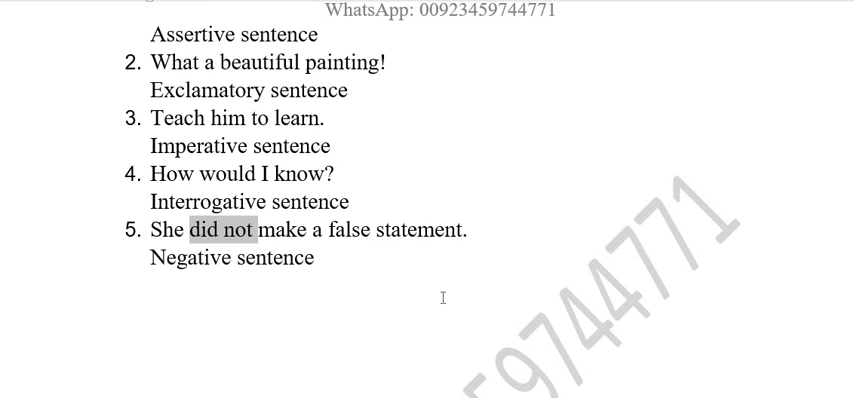 WhatsApp: 00923459744771
Assertive sentence
2. What a beautiful painting!
Exclamatory sentence
3. Teach him to learn.
Imperative sentence
4. How would I know?
Interrogative sentence
5. She did not make a false statement.
Negative sentence
59744771